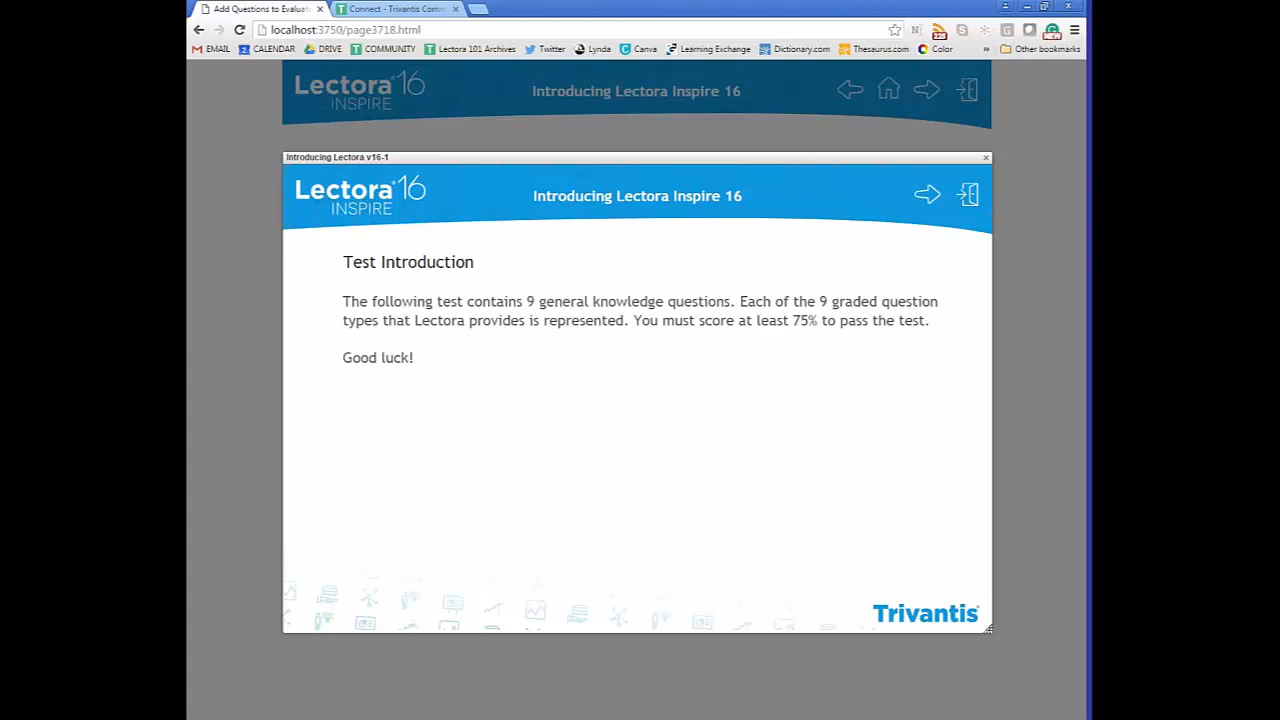 Add Questions to Evaluat
Connect - Trivantis Comm
localhost:3750/page3718.html
EMAIL CALENDAR DRIVE COMMUNITY Lectora 101 Archives Twitter Lynda Canva Learning Exchange Dictionary.com Thesaurus.com Color » Other bookmarks
Lectora 16
INSPIRE
Introducing Lectora Inspire 16
Introducing Lectora v16-1
Lectora 16
INSPIRE
Introducing Lectora Inspire 16
Test Introduction
The following test contains 9 general knowledge questions. Each of the 9 graded question
types that Lectora provides is represented. You must score at least 75% to pass the test.
Good luck!
Trivantis